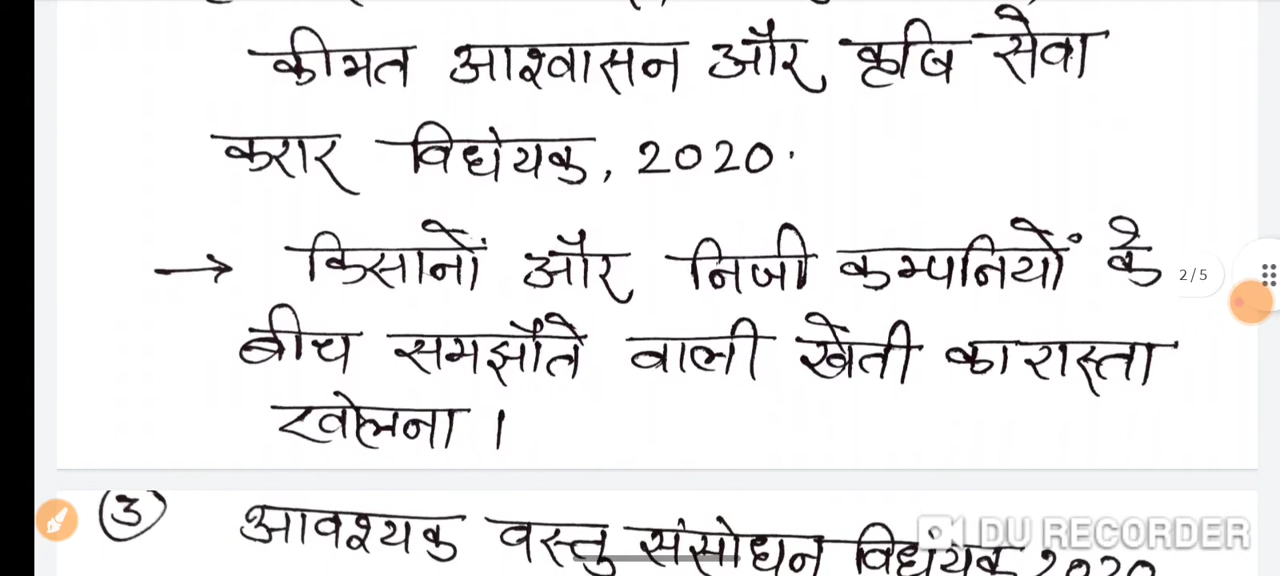 कीमत आश्वासन और कृषि सेवा
करार विधेयक, 2020.
→ किसानों और निजी कम्पनियों के
2/5
बीच समझौते वाली खेती का रास्ता
खोलना ।
(3) आवश्यक वस्तु संसोधन विधेयक 2020
DU RECORDER